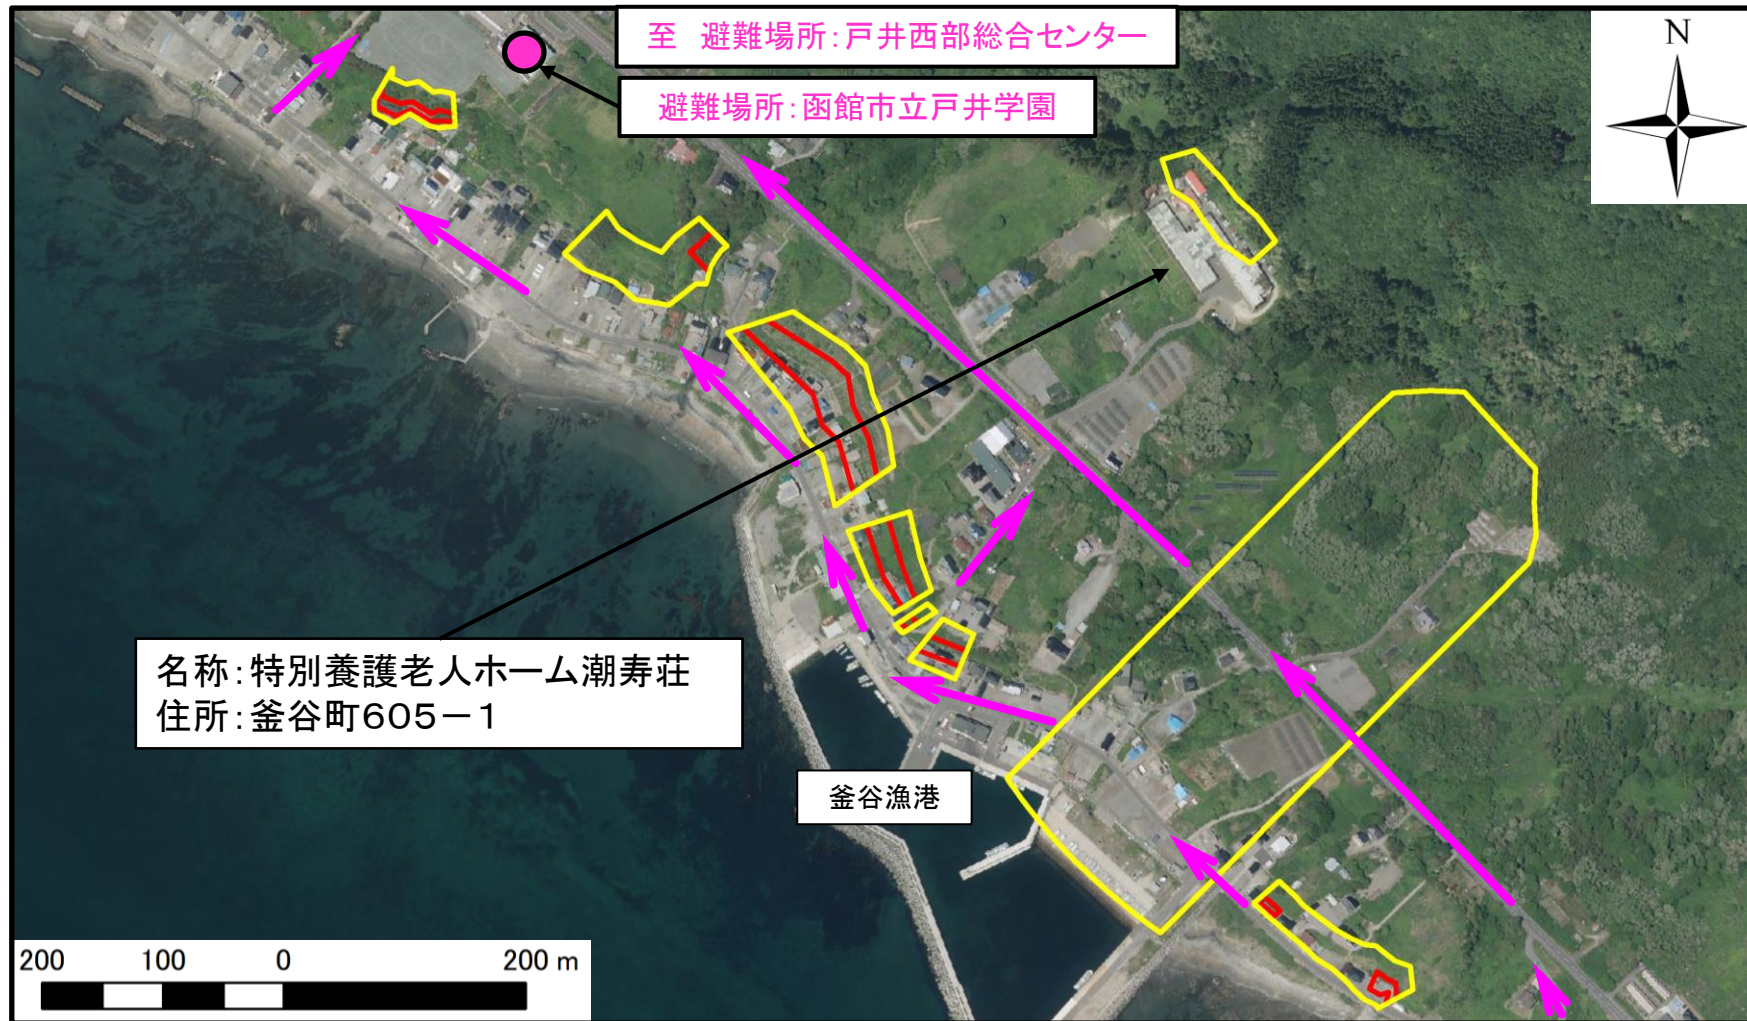 至　避難場所：戸井西部総合センター
避難場所：函館市立戸井学園
N
名称：特別養護老人ホーム潮寿荘
住所：釜谷町６０５－１
釜谷漁港
200 100 0 200 m